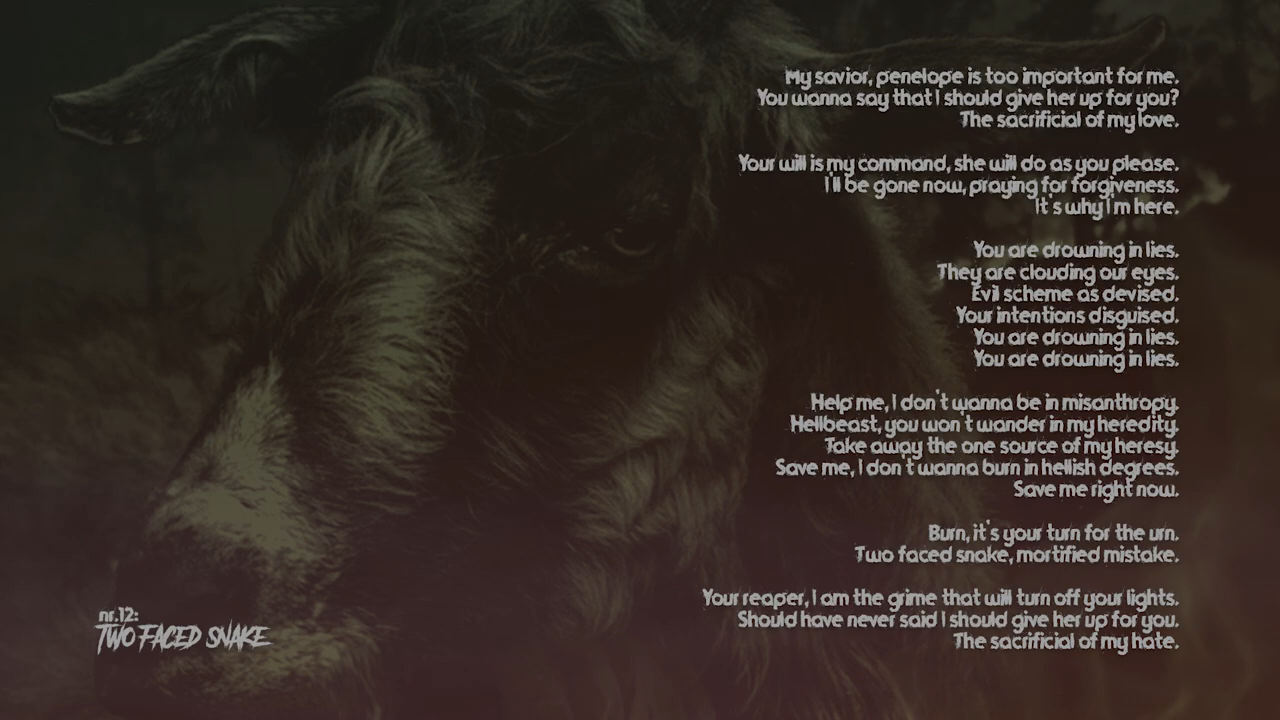 My savior, penelope is too important for me.
You wanna say that I should give her up for you?
The sacrificial of my love.
Your will is my command, she will do as you please.
I'll be gone now, praying for forgiveness.
It's why I'm here.
You are drowning in lies.
They are clouding our eyes.
Evil scheme as devised.
Your intentions disguised.
You are drowning in lies.
You are drowning in lies.
Help me, I don't wanna be in misanthropy.
Hellbeast, you won't wander in my heredity.
Take away the one source of my heresy.
Save me, I don't wanna burn in hellish degrees.
Save me right now.
Burn, it's your turn for the urn.
Two faced snake, mortified mistake.
Your reaper, I am the grime that will turn off your lights.
Should have never said I should give her up for you.
The sacrificial of my hate.
nr.12:
TWO FACED SNAKE